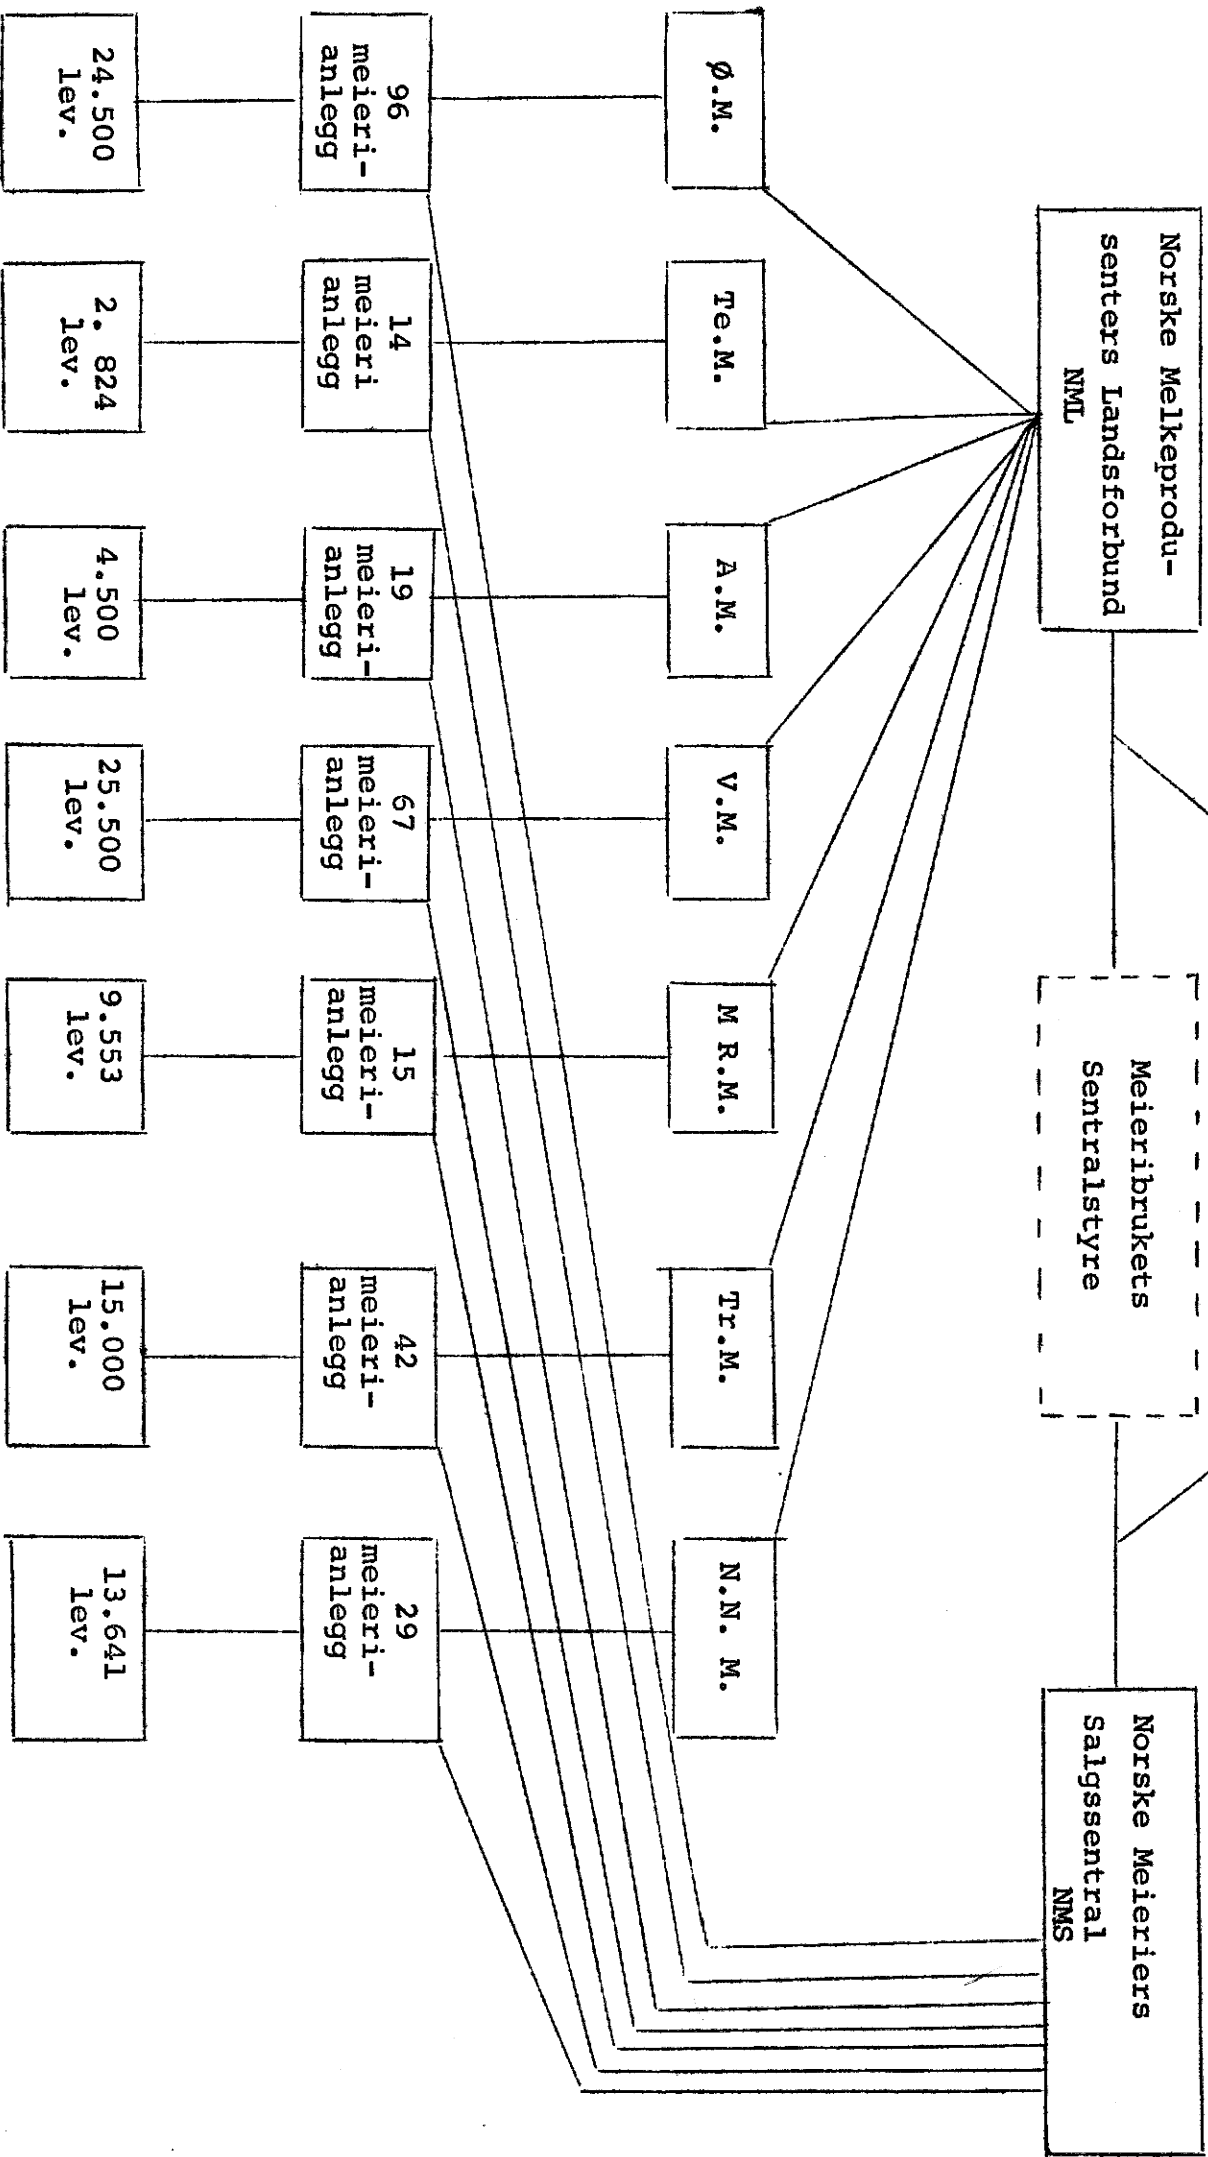 Norske Melkeprodu-
senters Landsforbund
NML
Meieribrukets
Sentralstyre
Norske Meieriers
Salgssentral
NMS
Ø.M.
Te.M.
A.M.
V.M.
M R.M.
Tr.M.
N.N. M.
96
meieri-
anlegg
14
meieri
anlegg
19
meieri-
anlegg
67
meieri-
anlegg
15
meieri-
anlegg
42
meieri-
anlegg
29
meieri-
anlegg
24.500
lev.
2. 824
lev.
4.500
lev.
25.500
lev.
9.553
lev.
15.000
lev.
13.641
lev.